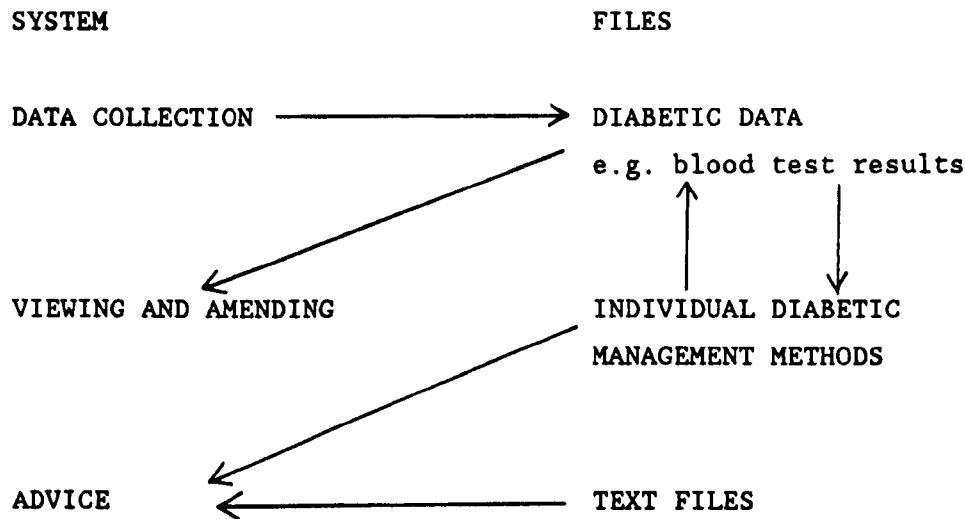 SYSTEM FILES
DATA COLLECTION DIABETIC DATA
e.g. blood test results
VIEWING AND AMENDING INDIVIDUAL DIABETIC
MANAGEMENT METHODS
ADVICE TEXT FILES